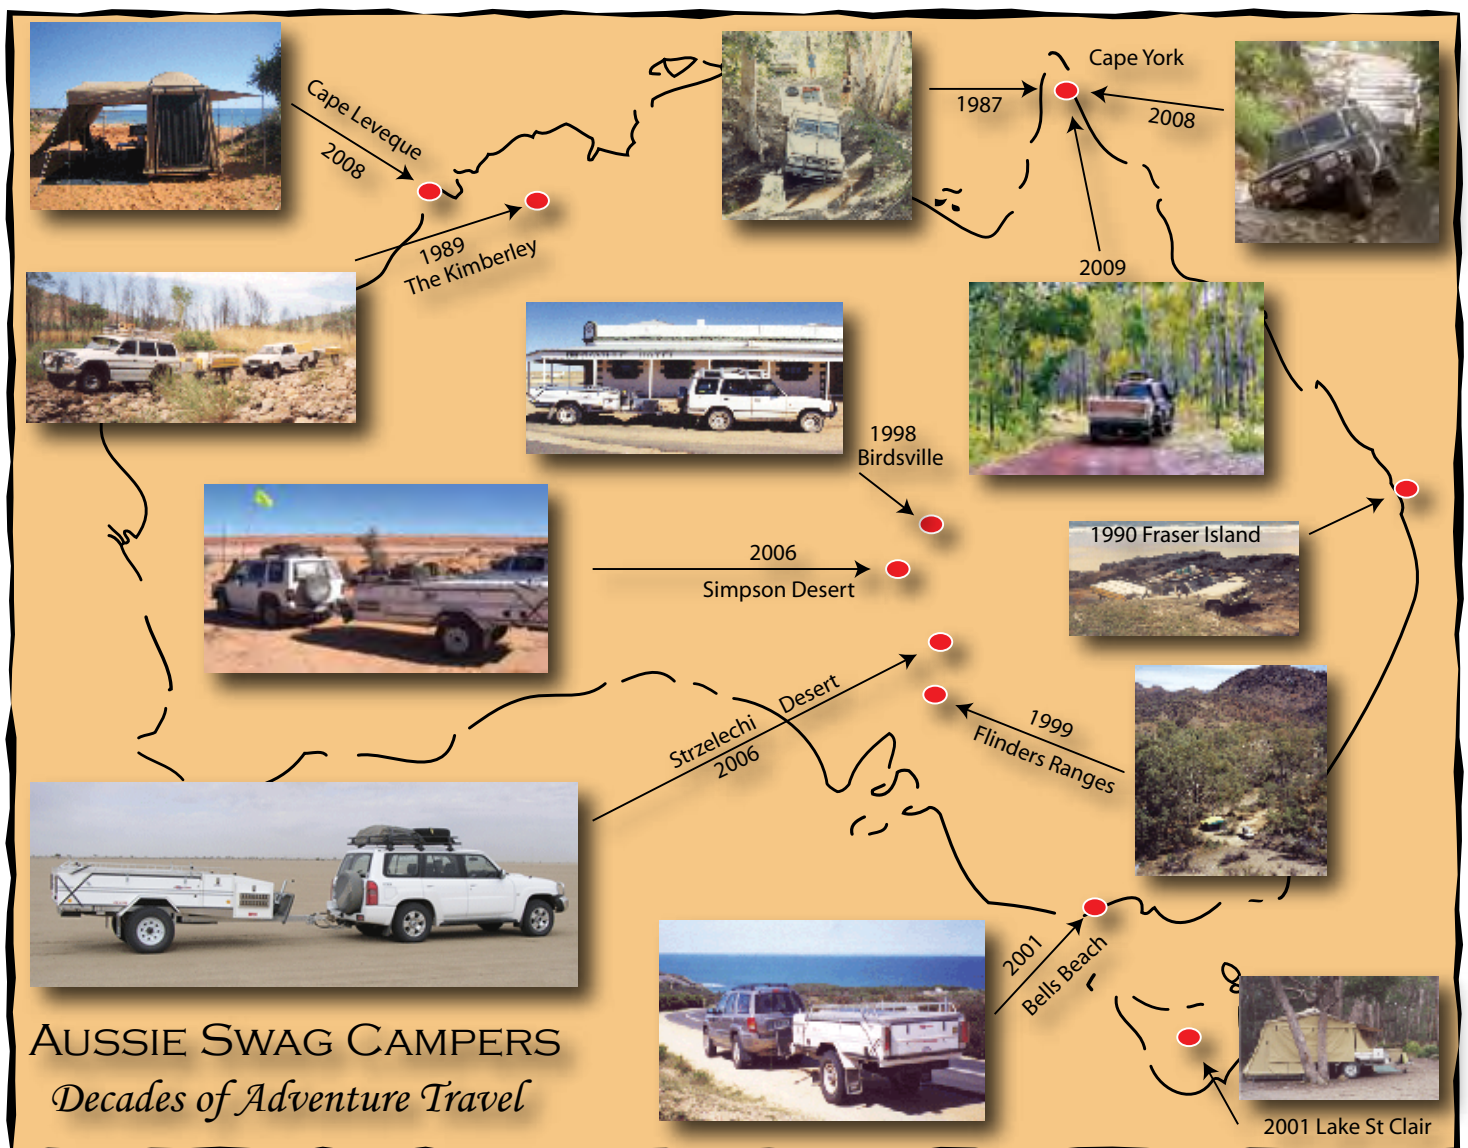 Cape Leveque
2008
1989
The Kimberley
1987
Cape York
2008
2009
1998
Birdsville
2006
Simpson Desert
1990 Fraser Island
Strzelechi Desert
2006
1999
Flinders Ranges
2001
Bells Beach
2001 Lake St Clair
AUSSIE SWAG CAMPERS
Decades of Adventure Travel